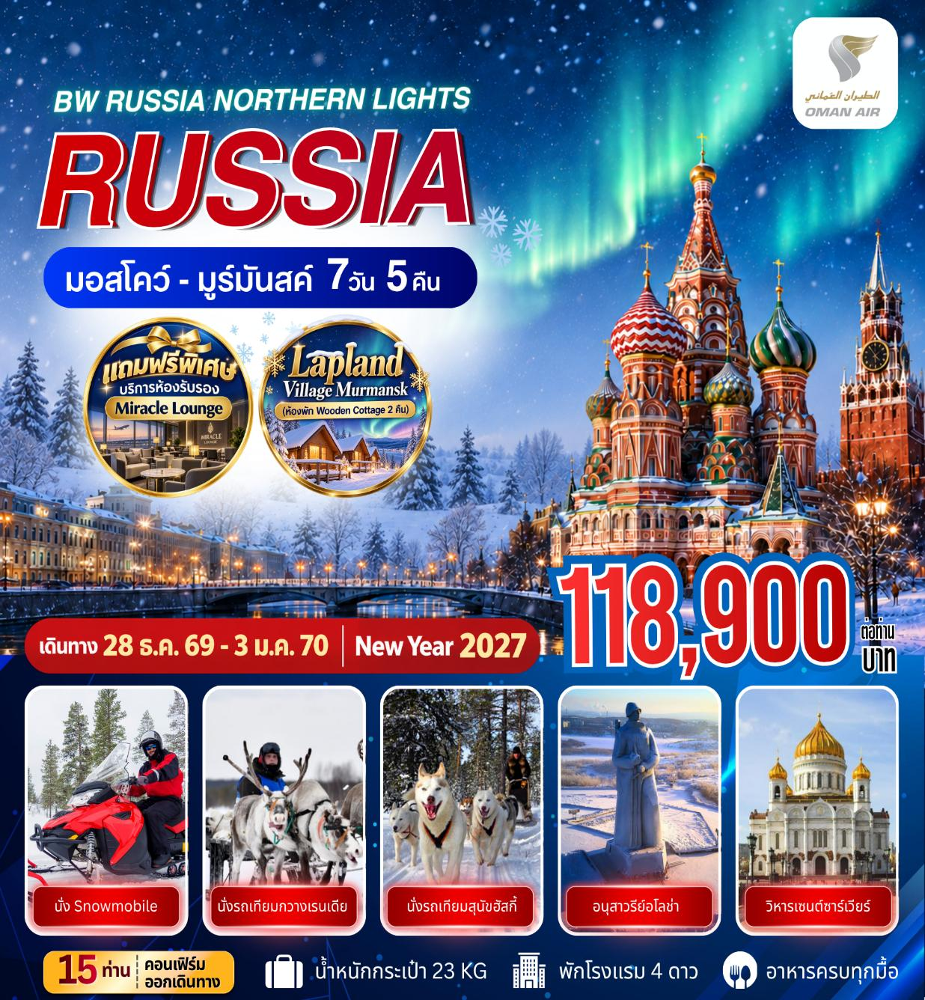 الطيران العماني
OMAN AIR
BW RUSSIA NORTHERN LIGHTS
RUSSIA
มอสโคว์ - มูร์มันสค์ 7วัน 5คืน
แถมฟรีพิเศษ
บริการห้องรับรอง
Miracle Lounge
MIRACLE
LOUNGE
Lapland
Village Murmansk
(ห้องพัก Wooden Cottage 2 คืน)
118,900
ต่อท่าน
บาท
เดินทาง 28 ธ.ค. 69 - 3 ม.ค. 70 | New Year 2027
นั่ง Snowmobile
นั่งรถเทียมกวางเรนเดีย
นั่งรถเทียมสุนัขฮัสกี้
อนุสาวรีย์อโลช่า
วิหารเซนต์ซาร์เวียร์
15 ท่าน
คอนเฟิร์ม
ออกเดินทาง
น้ำหนักกระเป๋า 23 KG
พักโรงแรม 4 ดาว
อาหารครบทุกมื้อ